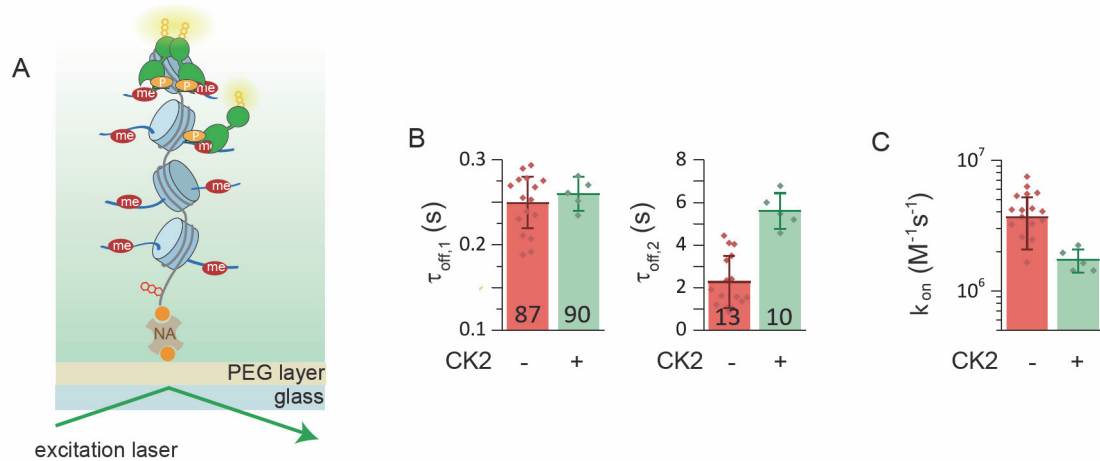 A
P
P
me
me
me
P
me
me
me
me
me
NA
PEG layer
glass
excitation laser
B
0.3
0.2
0.1
τoff,1 (s)
87
90
CK2 - +
8
6
4
2
0
τoff,2 (s)
13
10
CK2 - +
C
10⁷
10⁶
kon (M⁻¹s⁻¹)
CK2 - +